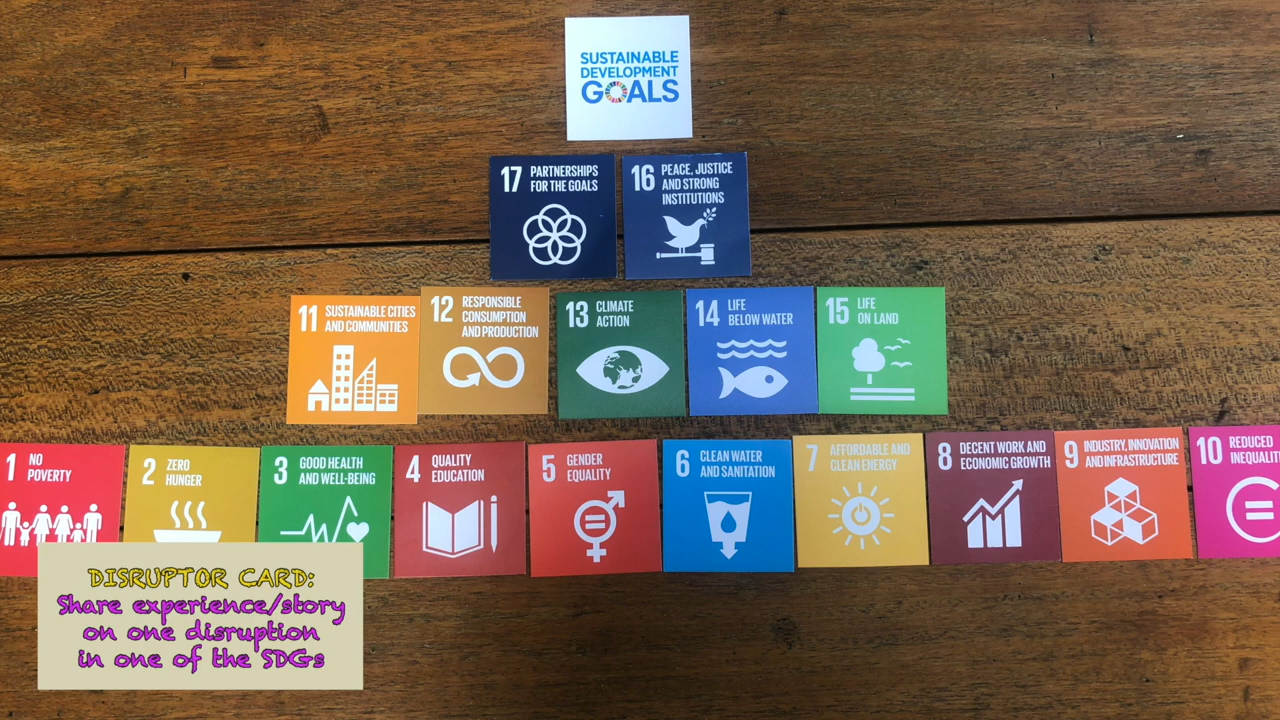 SUSTAINABLE
DEVELOPMENT
GOALS
17 PARTNERSHIPS
FOR THE GOALS
16 PEACE, JUSTICE
AND STRONG
INSTITUTIONS
11 SUSTAINABLE CITIES
AND COMMUNITIES
12 RESPONSIBLE
CONSUMPTION
AND PRODUCTION
13 CLIMATE
ACTION
14 LIFE
BELOW WATER
15 LIFE
ON LAND
1 NO
POVERTY
2 ZERO
HUNGER
3 GOOD HEALTH
AND WELL-BEING
4 QUALITY
EDUCATION
5 GENDER
EQUALITY
6 CLEAN WATER
AND SANITATION
7 AFFORDABLE AND
CLEAN ENERGY
8 DECENT WORK AND
ECONOMIC GROWTH
9 INDUSTRY, INNOVATION
AND INFRASTRUCTURE
10 REDUCED
DISRUPTOR CARD:
Share experience/story
on one disruption
in one of the SDGs